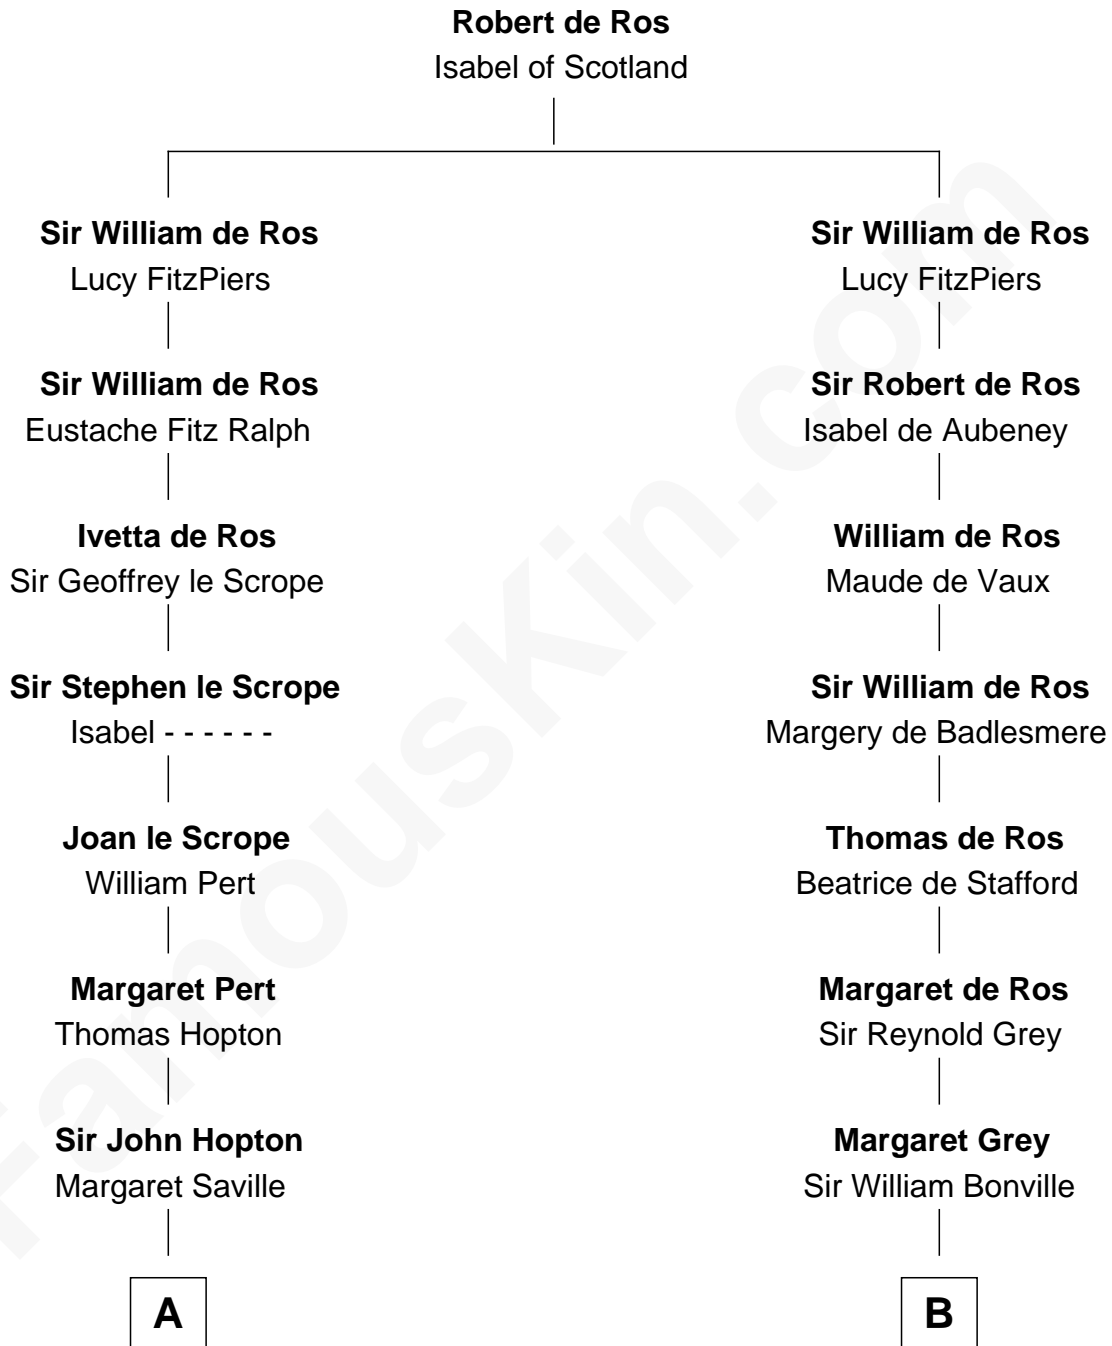 Robert de Ros
Isabel of Scotland
Sir William de Ros
Lucy FitzPiers
Sir William de Ros
Lucy FitzPiers
Sir William de Ros
Eustache Fitz Ralph
Sir Robert de Ros
Isabel de Aubeney
Ivetta de Ros
Sir Geoffrey le Scrope
William de Ros
Maude de Vaux
Sir Stephen le Scrope
Isabel - - - - - -
Sir William de Ros
Margery de Badlesmere
Joan le Scrope
William Pert
Thomas de Ros
Beatrice de Stafford
Margaret Pert
Thomas Hopton
Margaret de Ros
Sir Reynold Grey
Sir John Hopton
Margaret Saville
Margaret Grey
Sir William Bonville
A
B
FamousKin.com